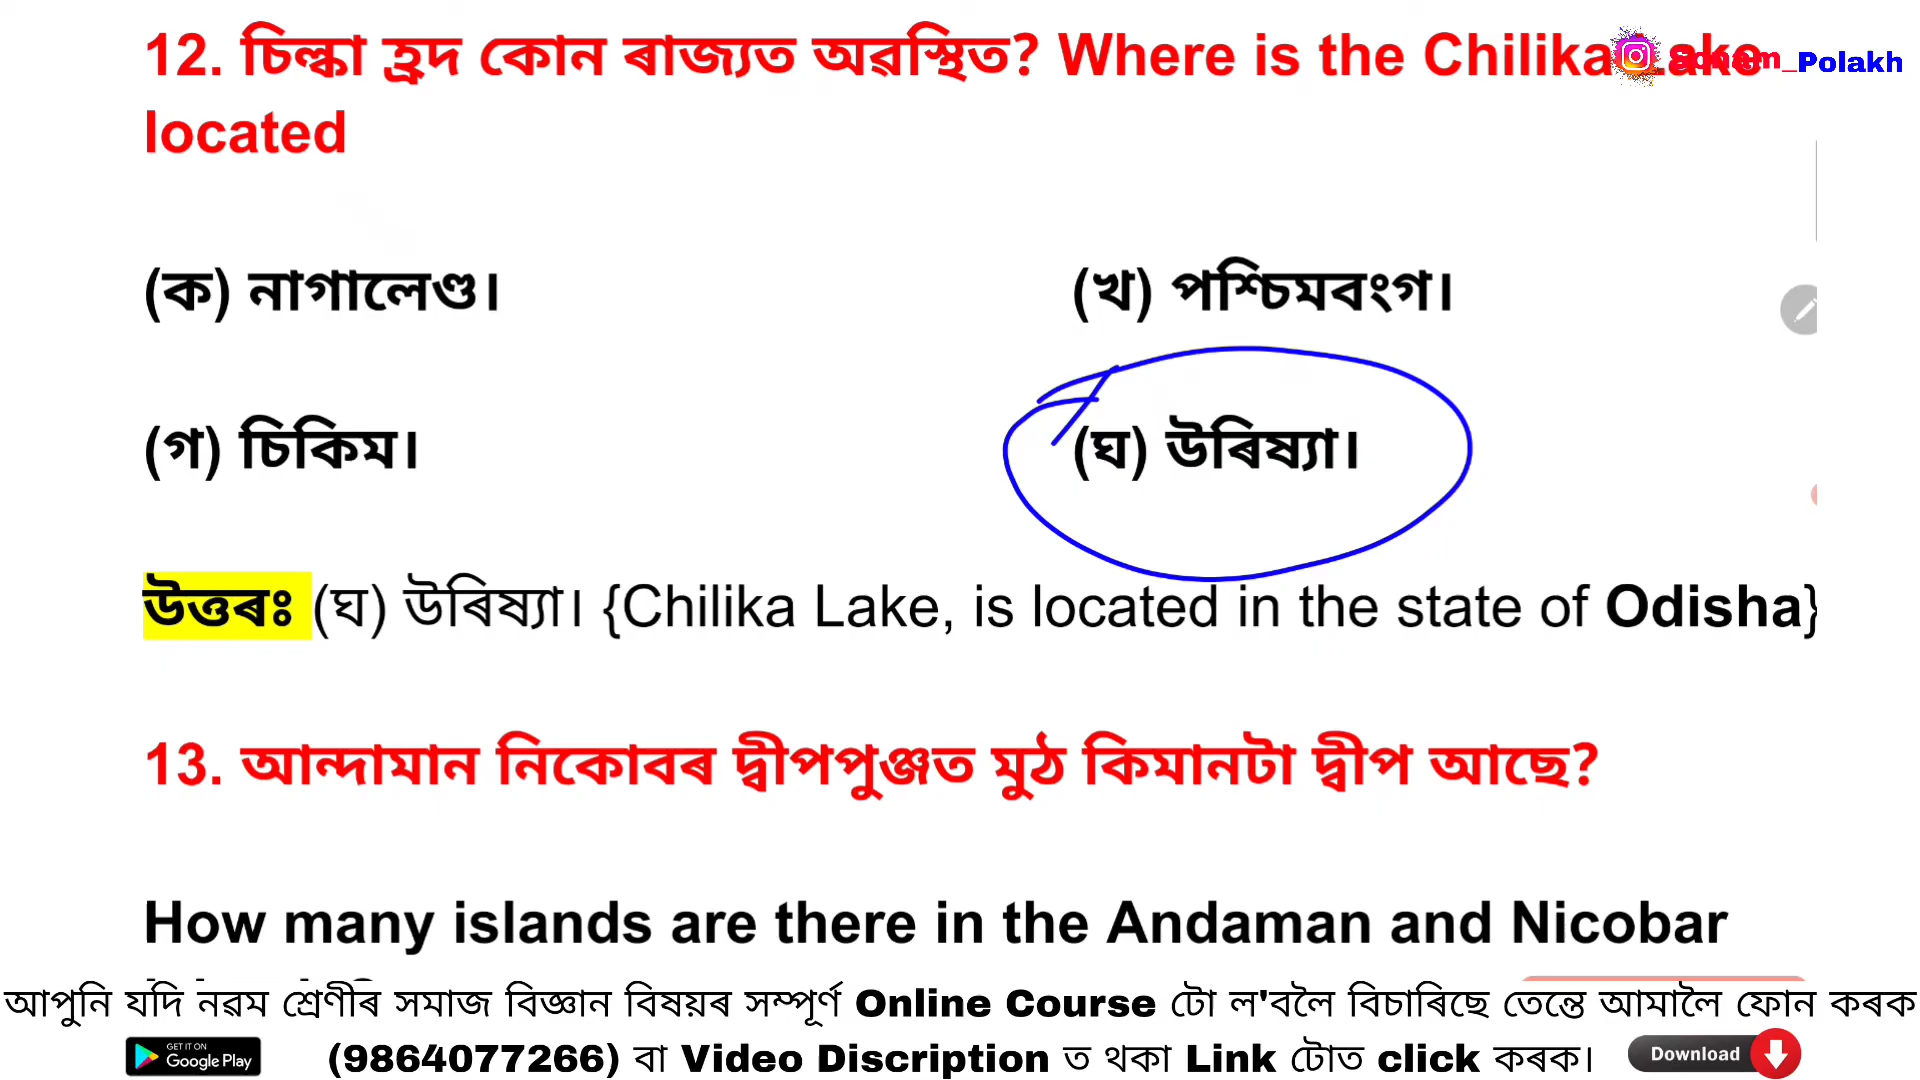 12. চিল্কা হ্ৰদ কোন ৰাজ্যত অৱস্থিত? Where is the Chilika Lake
_Polakh
located
(ক) নাগালেণ্ড।
(খ) পশ্চিমবংগ।
(গ) চিকিম।
(ঘ) উৰিষ্যা।
উত্তৰঃ (ঘ) উৰিষ্যা। {Chilika Lake, is located in the state of Odisha}
13. আন্দামান নিকোবৰ দ্বীপপুঞ্জত মুঠ কিমানটা দ্বীপ আছে?
How many islands are there in the Andaman and Nicobar
আপুনি যদি নৱম শ্ৰেণীৰ সমাজ বিজ্ঞান বিষয়ৰ সম্পূৰ্ণ Online Course টো ল'বলৈ বিচাৰিছে তেন্তে আমালৈ ফোন কৰক
GET IT ON
Google Play
(9864077266) বা Video Discription ত থকা Link টোত click কৰক।
Download